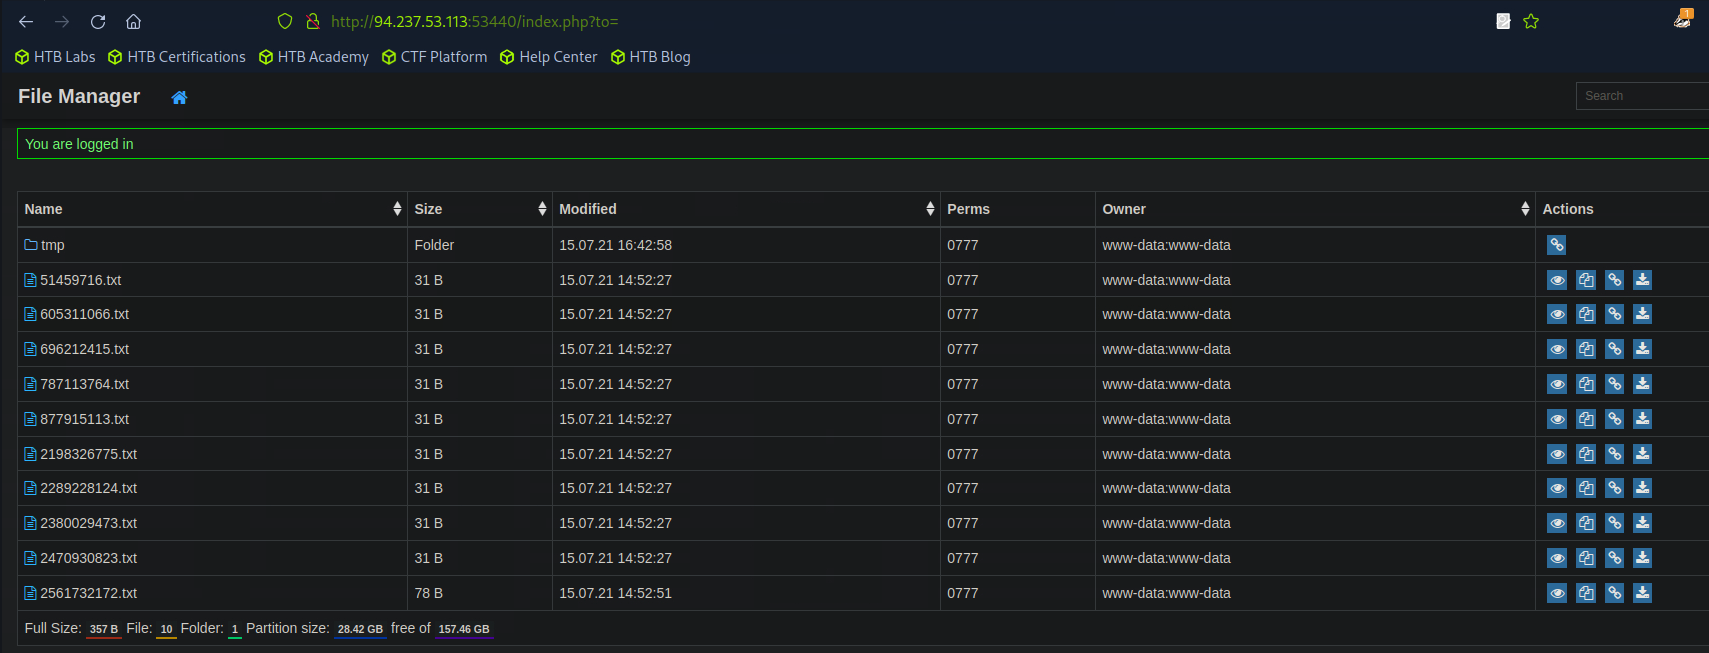 http://94.237.53.113:53440/index.php?to=
1
HTB Labs HTB Certifications HTB Academy CTF Platform Help Center HTB Blog
File Manager Search
You are logged in
Name Size Modified Perms Owner Actions
tmp Folder 15.07.21 16:42:58 0777 www-data:www-data
51459716.txt 31 B 15.07.21 14:52:27 0777 www-data:www-data
605311066.txt 31 B 15.07.21 14:52:27 0777 www-data:www-data
696212415.txt 31 B 15.07.21 14:52:27 0777 www-data:www-data
787113764.txt 31 B 15.07.21 14:52:27 0777 www-data:www-data
877915113.txt 31 B 15.07.21 14:52:27 0777 www-data:www-data
2198326775.txt 31 B 15.07.21 14:52:27 0777 www-data:www-data
2289228124.txt 31 B 15.07.21 14:52:27 0777 www-data:www-data
2380029473.txt 31 B 15.07.21 14:52:27 0777 www-data:www-data
2470930823.txt 31 B 15.07.21 14:52:27 0777 www-data:www-data
2561732172.txt 78 B 15.07.21 14:52:51 0777 www-data:www-data
Full Size: 357 B File: 10 Folder: 1 Partition size: 28.42 GB free of 157.46 GB